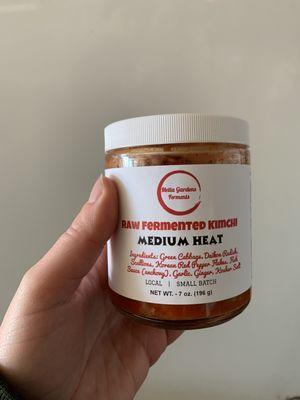 Metta Gardens
Ferments
RAW FERMENTED KIMCHI
MEDIUM HEAT
Ingredients: Green Cabbage, Daikon Radish,
Scallions, Korean Red Pepper Flakes, Fish
Sauce (anchovy), Garlic, Ginger, Kosher Salt
LOCAL | SMALL BATCH
NET WT. - 7 oz. (196 g)